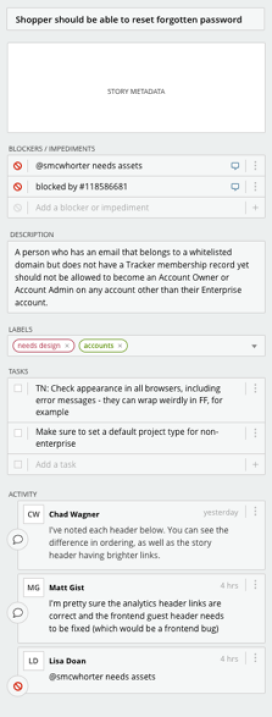 Shopper should be able to reset forgotten password
STORY METADATA
BLOCKERS / IMPEDIMENTS
@smcwhorter needs assets
blocked by #118586681
Add a blocker or impediment
DESCRIPTION
A person who has an email that belongs to a whitelisted
domain but does not have a Tracker membership record yet
should not be allowed to become an Account Owner or
Account Admin on any account other than their Enterprise
account.
LABELS
needs design × accounts ×
TASKS
TN: Check appearance in all browsers, including
error messages - they can wrap weirdly in FF, for
example
Make sure to set a default project type for non-
enterprise
Add a task
ACTIVITY
CW Chad Wagner yesterday
I've noted each header below. You can see the
difference in ordering, as well as the story
header having brighter links.
MG Matt Gist 4 hrs
I'm pretty sure the analytics header links are
correct and the frontend guest header needs
to be fixed (which would be a frontend bug)
LD Lisa Doan 4 hrs
@smcwhorter needs assets